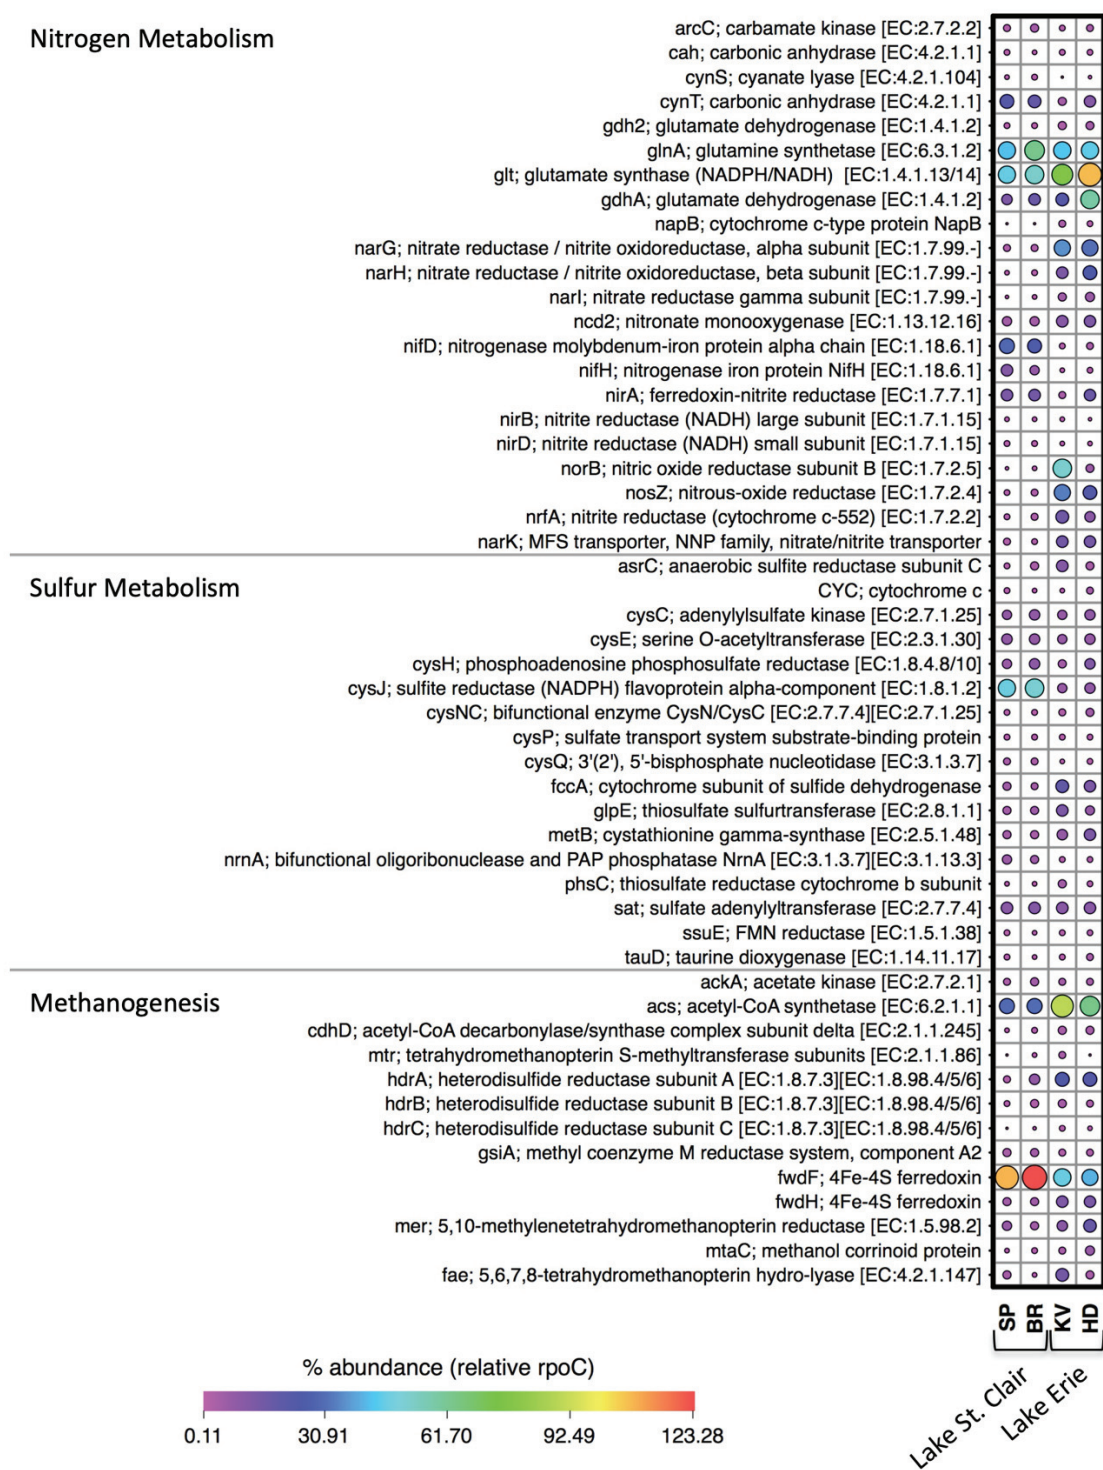 Nitrogen Metabolism
arcC; carbamate kinase [EC:2.7.2.2]
cah; carbonic anhydrase [EC:4.2.1.1]
cynS; cyanate lyase [EC:4.2.1.104]
cynT; carbonic anhydrase [EC:4.2.1.1]
gdh2; glutamate dehydrogenase [EC:1.4.1.2]
glnA; glutamine synthetase [EC:6.3.1.2]
glt; glutamate synthase (NADPH/NADH) [EC:1.4.1.13/14]
gdhA; glutamate dehydrogenase [EC:1.4.1.2]
napB; cytochrome c-type protein NapB
narG; nitrate reductase / nitrite oxidoreductase, alpha subunit [EC:1.7.99.-]
narH; nitrate reductase / nitrite oxidoreductase, beta subunit [EC:1.7.99.-]
narI; nitrate reductase gamma subunit [EC:1.7.99.-]
ncd2; nitronate monooxygenase [EC:1.13.12.16]
nifD; nitrogenase molybdenum-iron protein alpha chain [EC:1.18.6.1]
nifH; nitrogenase iron protein NifH [EC:1.18.6.1]
nirA; ferredoxin-nitrite reductase [EC:1.7.7.1]
nirB; nitrite reductase (NADH) large subunit [EC:1.7.1.15]
nirD; nitrite reductase (NADH) small subunit [EC:1.7.1.15]
norB; nitric oxide reductase subunit B [EC:1.7.2.5]
nosZ; nitrous-oxide reductase [EC:1.7.2.4]
nrfA; nitrite reductase (cytochrome c-552) [EC:1.7.2.2]
narK; MFS transporter, NNP family, nitrate/nitrite transporter
Sulfur Metabolism
asrC; anaerobic sulfite reductase subunit C
CYC; cytochrome c
cysC; adenylylsulfate kinase [EC:2.7.1.25]
cysE; serine O-acetyltransferase [EC:2.3.1.30]
cysH; phosphoadenosine phosphosulfate reductase [EC:1.8.4.8/10]
cysJ; sulfite reductase (NADPH) flavoprotein alpha-component [EC:1.8.1.2]
cysNC; bifunctional enzyme CysN/CysC [EC:2.7.7.4][EC:2.7.1.25]
cysP; sulfate transport system substrate-binding protein
cysQ; 3'(2'), 5'-bisphosphate nucleotidase [EC:3.1.3.7]
fccA; cytochrome subunit of sulfide dehydrogenase
glpE; thiosulfate sulfurtransferase [EC:2.8.1.1]
metB; cystathionine gamma-synthase [EC:2.5.1.48]
nrnA; bifunctional oligoribonuclease and PAP phosphatase NrnA [EC:3.1.3.7][EC:3.1.13.3]
phsC; thiosulfate reductase cytochrome b subunit
sat; sulfate adenylyltransferase [EC:2.7.7.4]
ssuE; FMN reductase [EC:1.5.1.38]
tauD; taurine dioxygenase [EC:1.14.11.17]
Methanogenesis
ackA; acetate kinase [EC:2.7.2.1]
acs; acetyl-CoA synthetase [EC:6.2.1.1]
cdhD; acetyl-CoA decarbonylase/synthase complex subunit delta [EC:2.1.1.245]
mtr; tetrahydromethanopterin S-methyltransferase subunits [EC:2.1.1.86]
hdrA; heterodisulfide reductase subunit A [EC:1.8.7.3][EC:1.8.98.4/5/6]
hdrB; heterodisulfide reductase subunit B [EC:1.8.7.3][EC:1.8.98.4/5/6]
hdrC; heterodisulfide reductase subunit C [EC:1.8.7.3][EC:1.8.98.4/5/6]
gsiA; methyl coenzyme M reductase system, component A2
fwdF; 4Fe-4S ferredoxin
fwdH; 4Fe-4S ferredoxin
mer; 5,10-methylenetetrahydromethanopterin reductase [EC:1.5.98.2]
mtaC; methanol corrinoid protein
fae; 5,6,7,8-tetrahydromethanopterin hydro-lyase [EC:4.2.1.147]
SP BR KV HD
Lake St. Clair Lake Erie
% abundance (relative rpoC)
0.11 30.91 61.70 92.49 123.28